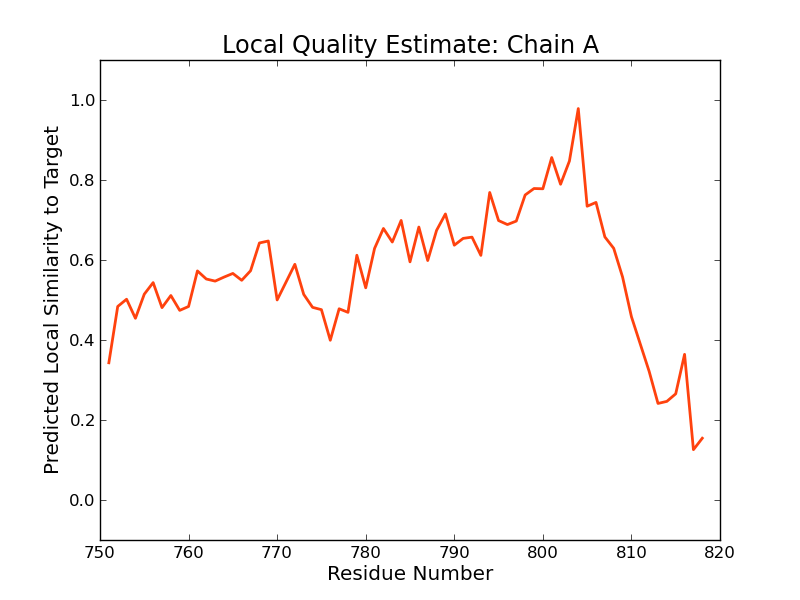 Local Quality Estimate: Chain A
Predicted Local Similarity to Target
1.0
0.8
0.6
0.4
0.2
0.0
750 760 770 780 790 800 810 820
Residue Number